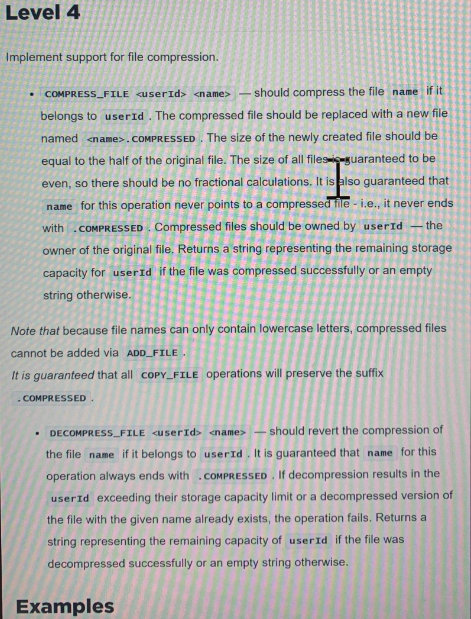 Level 4
Implement support for file compression.
• COMPRESS_FILE <userId> <name> — should compress the file name if it
belongs to userId . The compressed file should be replaced with a new file
named <name>.COMPRESSED . The size of the newly created file should be
equal to the half of the original file. The size of all files is guaranteed to be
even, so there should be no fractional calculations. It is also guaranteed that
name for this operation never points to a compressed file - i.e., it never ends
with .COMPRESSED . Compressed files should be owned by userId — the
owner of the original file. Returns a string representing the remaining storage
capacity for userId if the file was compressed successfully or an empty
string otherwise.
Note that because file names can only contain lowercase letters, compressed files
cannot be added via ADD_FILE .
It is guaranteed that all COPY_FILE operations will preserve the suffix
.COMPRESSED .
• DECOMPRESS_FILE <userId> <name> — should revert the compression of
the file name if it belongs to userId . It is guaranteed that name for this
operation always ends with .COMPRESSED . If decompression results in the
userId exceeding their storage capacity limit or a decompressed version of
the file with the given name already exists, the operation fails. Returns a
string representing the remaining capacity of userId if the file was
decompressed successfully or an empty string otherwise.
Examples